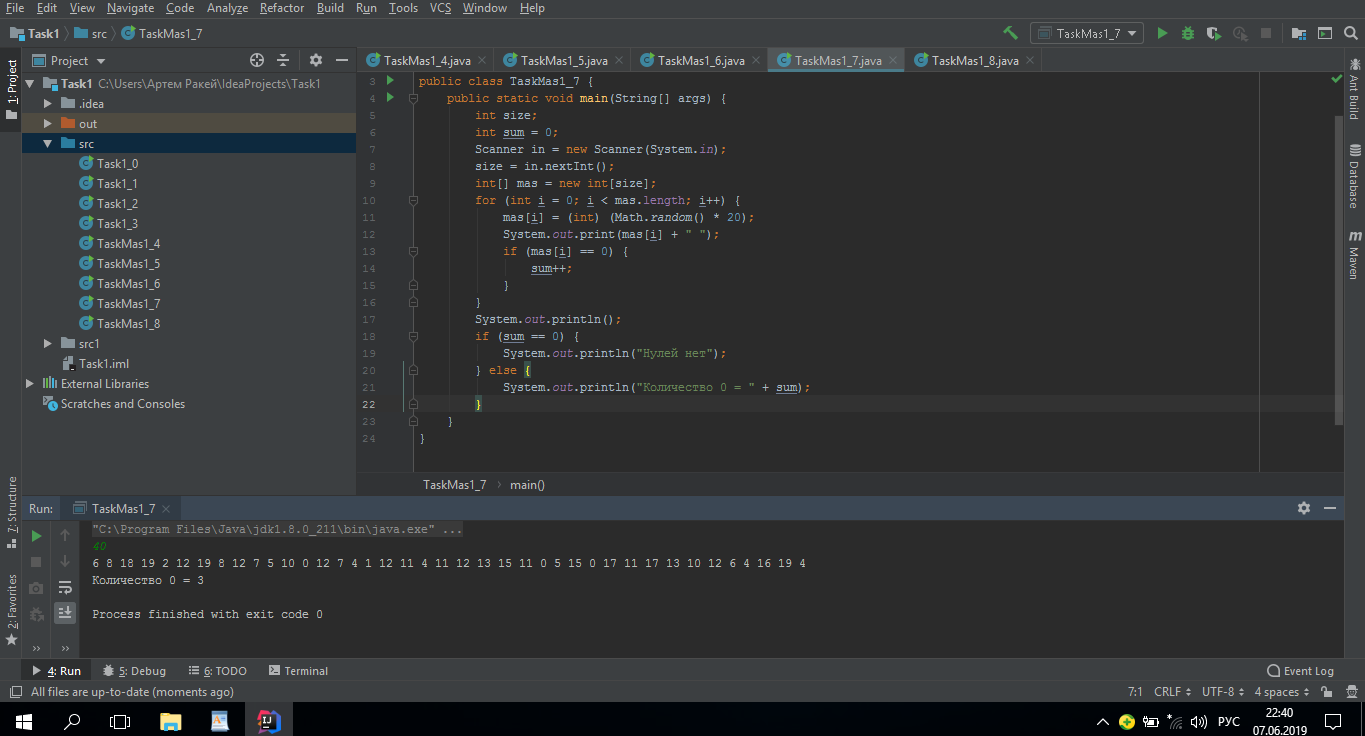 File Edit View Navigate Code Analyze Refactor Build Run Tools VCS Window Help
Task1 src TaskMas1_7 TaskMas1_7
Project TaskMas1_4.java TaskMas1_5.java TaskMas1_6.java TaskMas1_7.java TaskMas1_8.java
1: Project
Task1 C:\Users\Артем Ракей\IdeaProjects\Task1
.idea
out
src
Task1_0
Task1_1
Task1_2
Task1_3
TaskMas1_4
TaskMas1_5
TaskMas1_6
TaskMas1_7
TaskMas1_8
src1
Task1.iml
External Libraries
Scratches and Consoles
3 public class TaskMas1_7 {
4 public static void main(String[] args) {
5 int size;
6 int sum = 0;
7 Scanner in = new Scanner(System.in);
8 size = in.nextInt();
9 int[] mas = new int[size];
10 for (int i = 0; i < mas.length; i++) {
11 mas[i] = (int) (Math.random() * 20);
12 System.out.print(mas[i] + " ");
13 if (mas[i] == 0) {
14 sum++;
15 }
16 }
17 System.out.println();
18 if (sum == 0) {
19 System.out.println("Нулей нет");
20 } else {
21 System.out.println("Количество 0 = " + sum);
22 }
23 }
24 }
TaskMas1_7 main()
Ant Build
Database
m Maven
7: Structure
2: Favorites
Run: TaskMas1_7
"C:\Program Files\Java\jdk1.8.0_211\bin\java.exe" ...
40
6 8 18 19 2 12 19 8 12 7 5 10 0 12 7 4 1 12 11 4 11 12 13 15 11 0 5 15 0 17 11 17 13 10 12 6 4 16 19 4
Количество 0 = 3
Process finished with exit code 0
4: Run 5: Debug 6: TODO Terminal Event Log
All files are up-to-date (moments ago) 7:1 CRLF UTF-8 4 spaces
РУС 22:40
07.06.2019